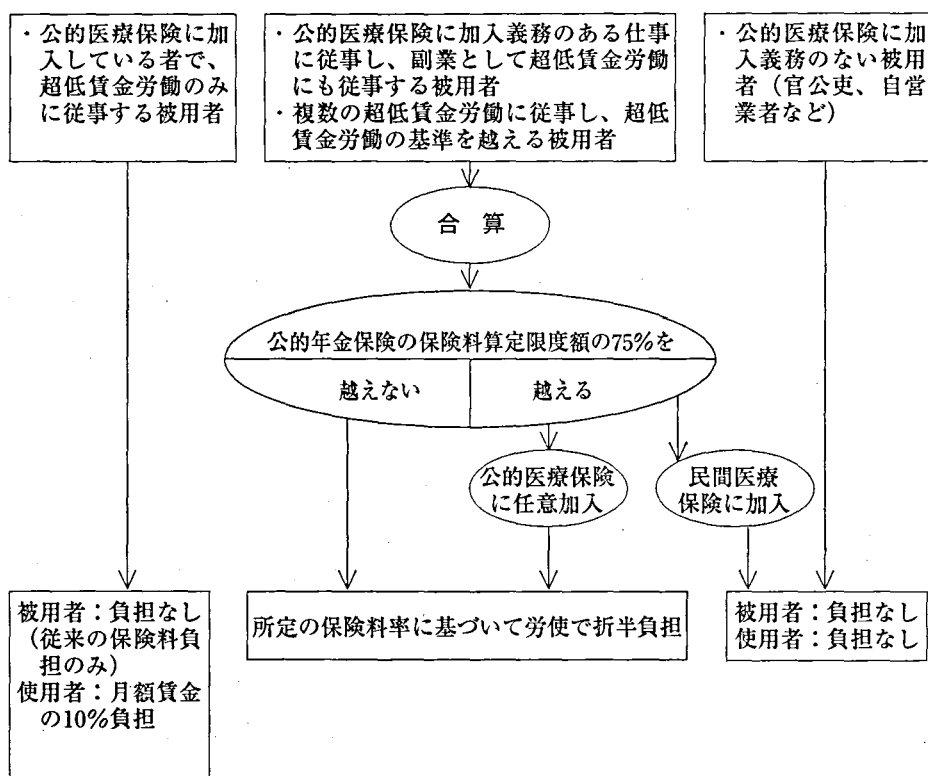 ・公的医療保険に加
入している者で、
超低賃金労働のみ
に従事する被用者
・公的医療保険に加入義務のある仕事
に従事し、副業として超低賃金労働
にも従事する被用者
・複数の超低賃金労働に従事し、超低
賃金労働の基準を越える被用者
・公的医療保険に加
入義務のない被用
者（官公吏、自営
業者など）
合 算
公的年金保険の保険料算定限度額の75%を
越えない
越える
公的医療保険
に任意加入
民間医療
保険に加入
被用者：負担なし
（従来の保険料負
担のみ）
使用者：月額賃金
の10%負担
所定の保険料率に基づいて労使で折半負担
被用者：負担なし
使用者：負担なし